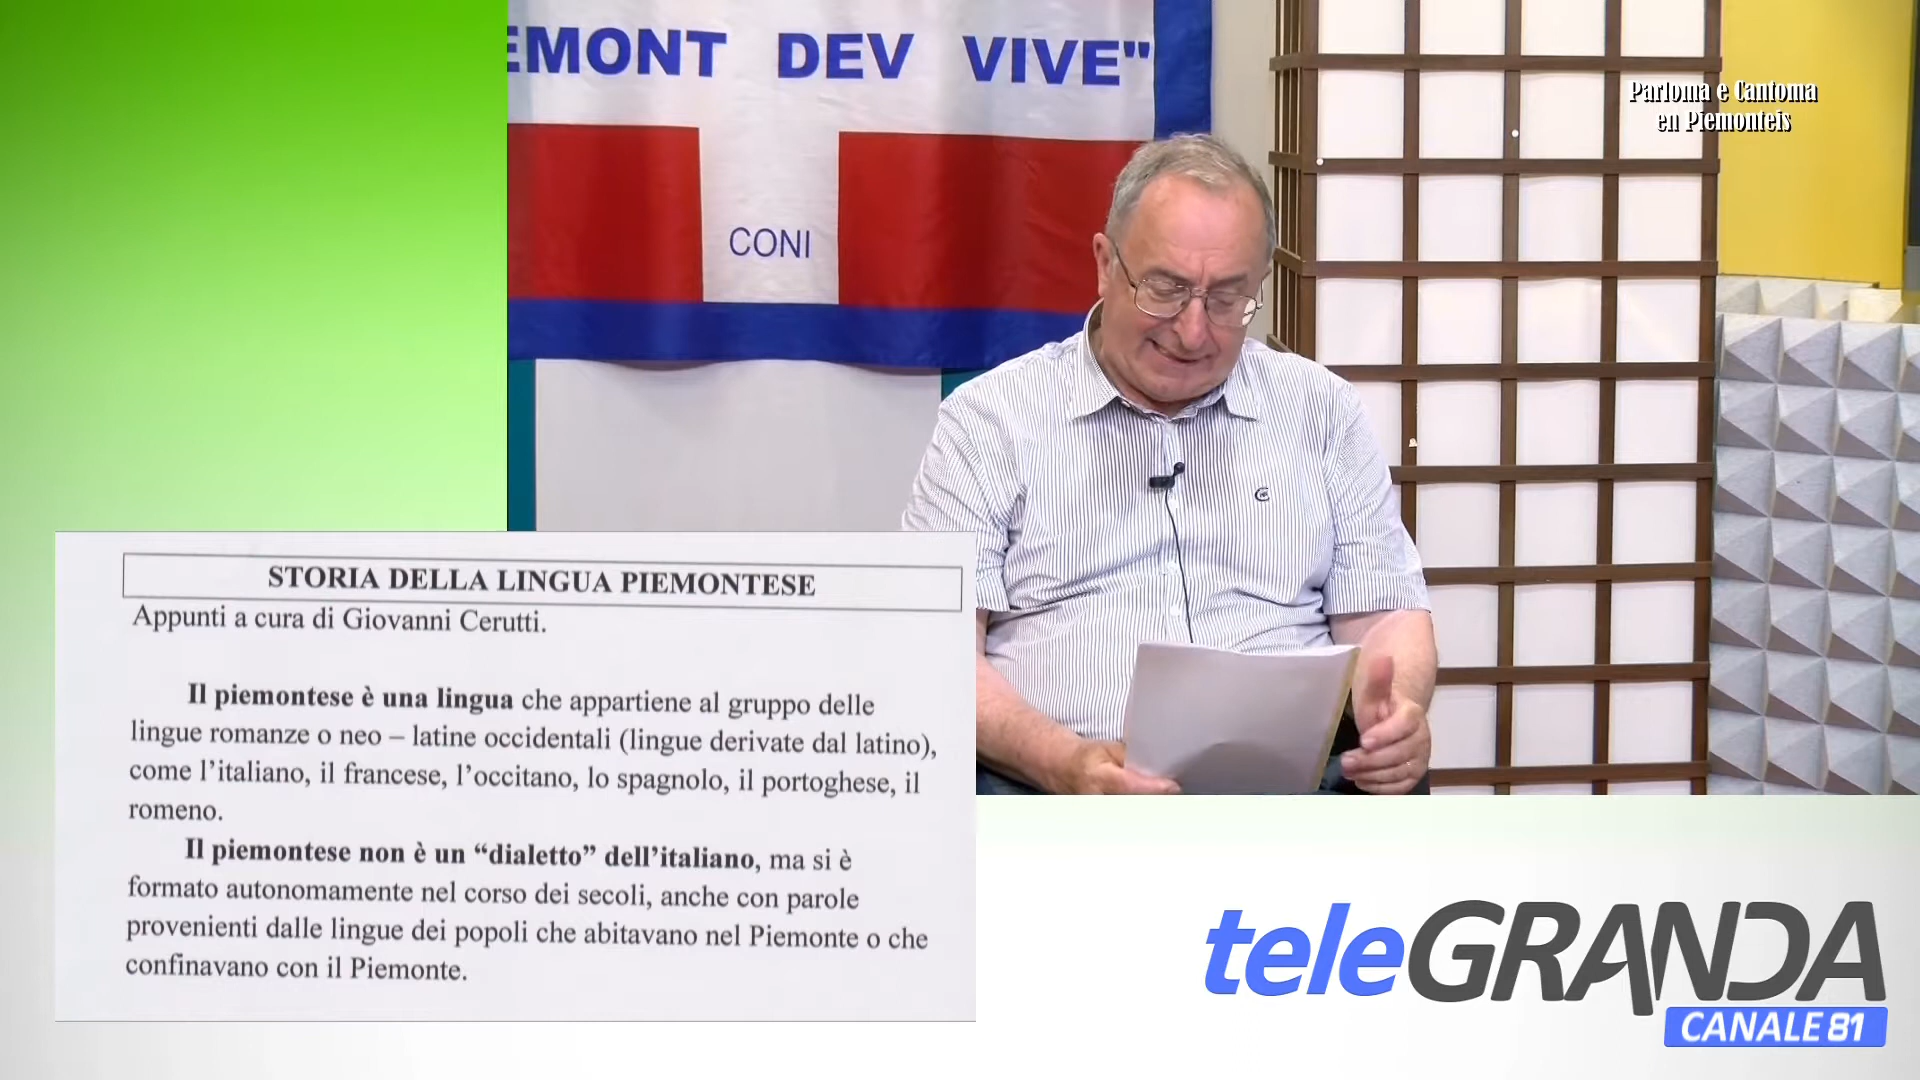 EMONT DEV VIVE"
CONI
Parloma e Cantoma
en Piemonteis
STORIA DELLA LINGUA PIEMONTESE
Appunti a cura di Giovanni Cerutti.
Il piemontese è una lingua che appartiene al gruppo delle
lingue romanze o neo – latine occidentali (lingue derivate dal latino),
come l'italiano, il francese, l'occitano, lo spagnolo, il portoghese, il
romeno.
Il piemontese non è un “dialetto” dell'italiano, ma si è
formato autonomamente nel corso dei secoli, anche con parole
provenienti dalle lingue dei popoli che abitavano nel Piemonte o che
confinavano con il Piemonte.
teleGRANDA
CANALE 81